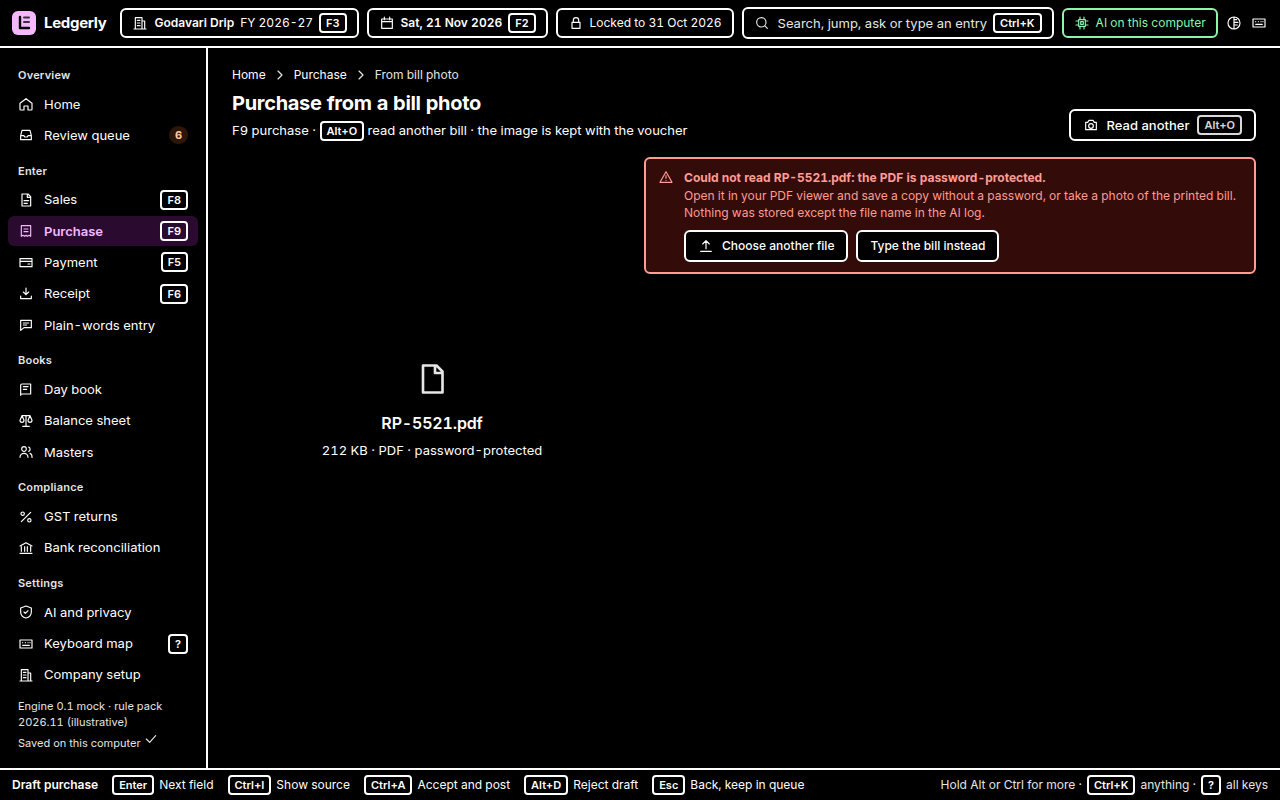 Ledgerly
Godavari Drip FY 2026-27 F3
Sat, 21 Nov 2026 F2
Locked to 31 Oct 2026
Search, jump, ask or type an entry Ctrl+K
AI on this computer
Overview
Home
Review queue 6
Enter
Sales F8
Purchase F9
Payment F5
Receipt F6
Plain-words entry
Books
Day book
Balance sheet
Masters
Compliance
GST returns
Bank reconciliation
Settings
AI and privacy
Keyboard map ?
Company setup
Engine 0.1 mock · rule pack
2026.11 (illustrative)
Saved on this computer
Home > Purchase > From bill photo
Purchase from a bill photo
F9 purchase · Alt+O read another bill · the image is kept with the voucher
Read another Alt+O
Could not read RP-5521.pdf: the PDF is password-protected.
Open it in your PDF viewer and save a copy without a password, or take a photo of the printed bill.
Nothing was stored except the file name in the AI log.
Choose another file
Type the bill instead
RP-5521.pdf
212 KB · PDF · password-protected
Draft purchase Enter Next field Ctrl+I Show source Ctrl+A Accept and post Alt+D Reject draft Esc Back, keep in queue
Hold Alt or Ctrl for more · Ctrl+K anything · ? all keys